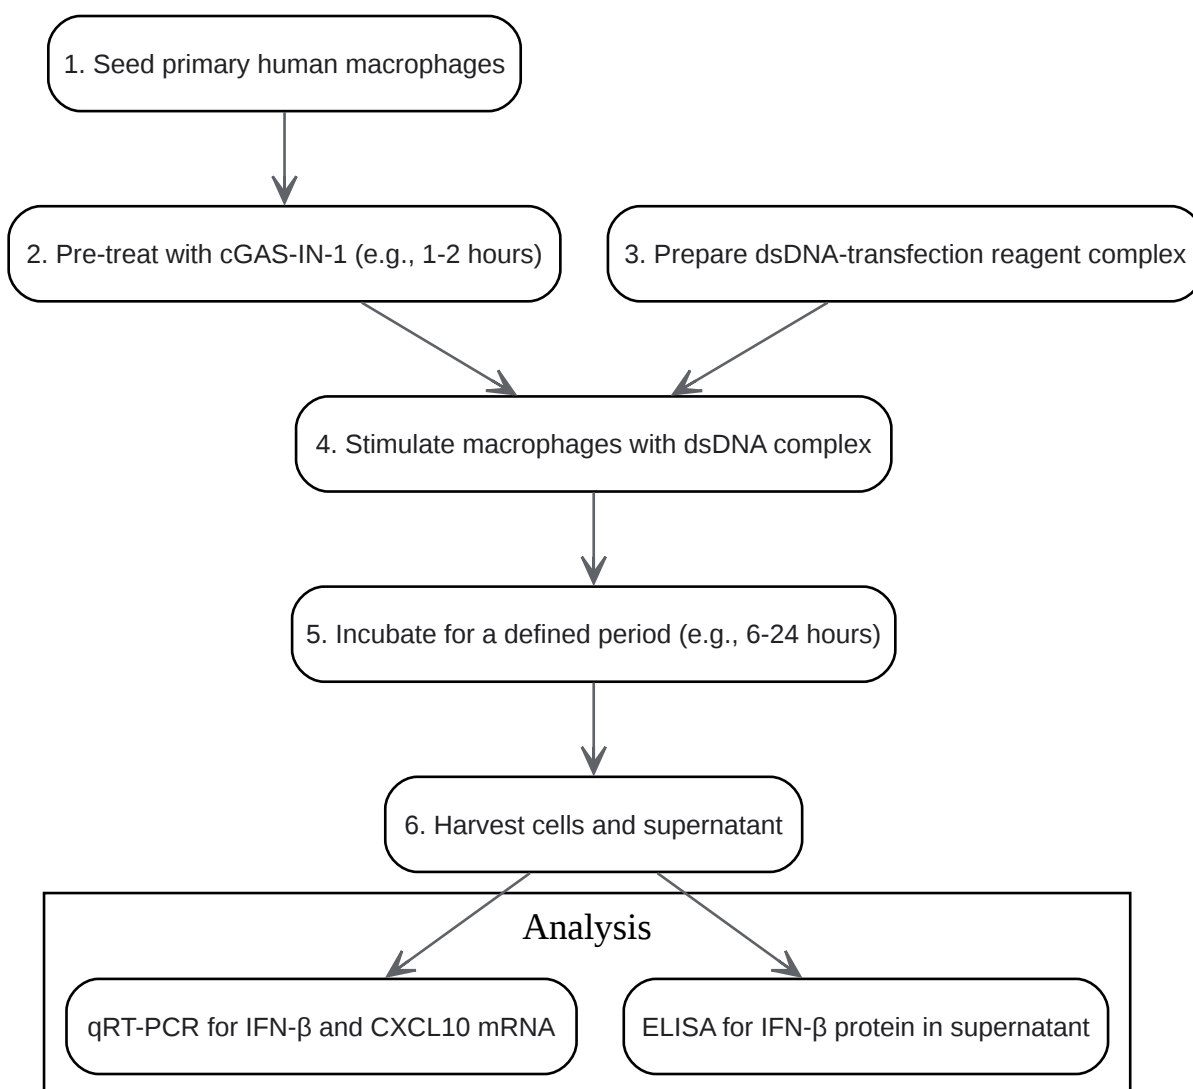 1. Seed primary human macrophages
2. Pre-treat with cGAS-IN-1 (e.g., 1-2 hours)
3. Prepare dsDNA-transfection reagent complex
4. Stimulate macrophages with dsDNA complex
5. Incubate for a defined period (e.g., 6-24 hours)
6. Harvest cells and supernatant
Analysis
qRT-PCR for IFN-β and CXCL10 mRNA
ELISA for IFN-β protein in supernatant